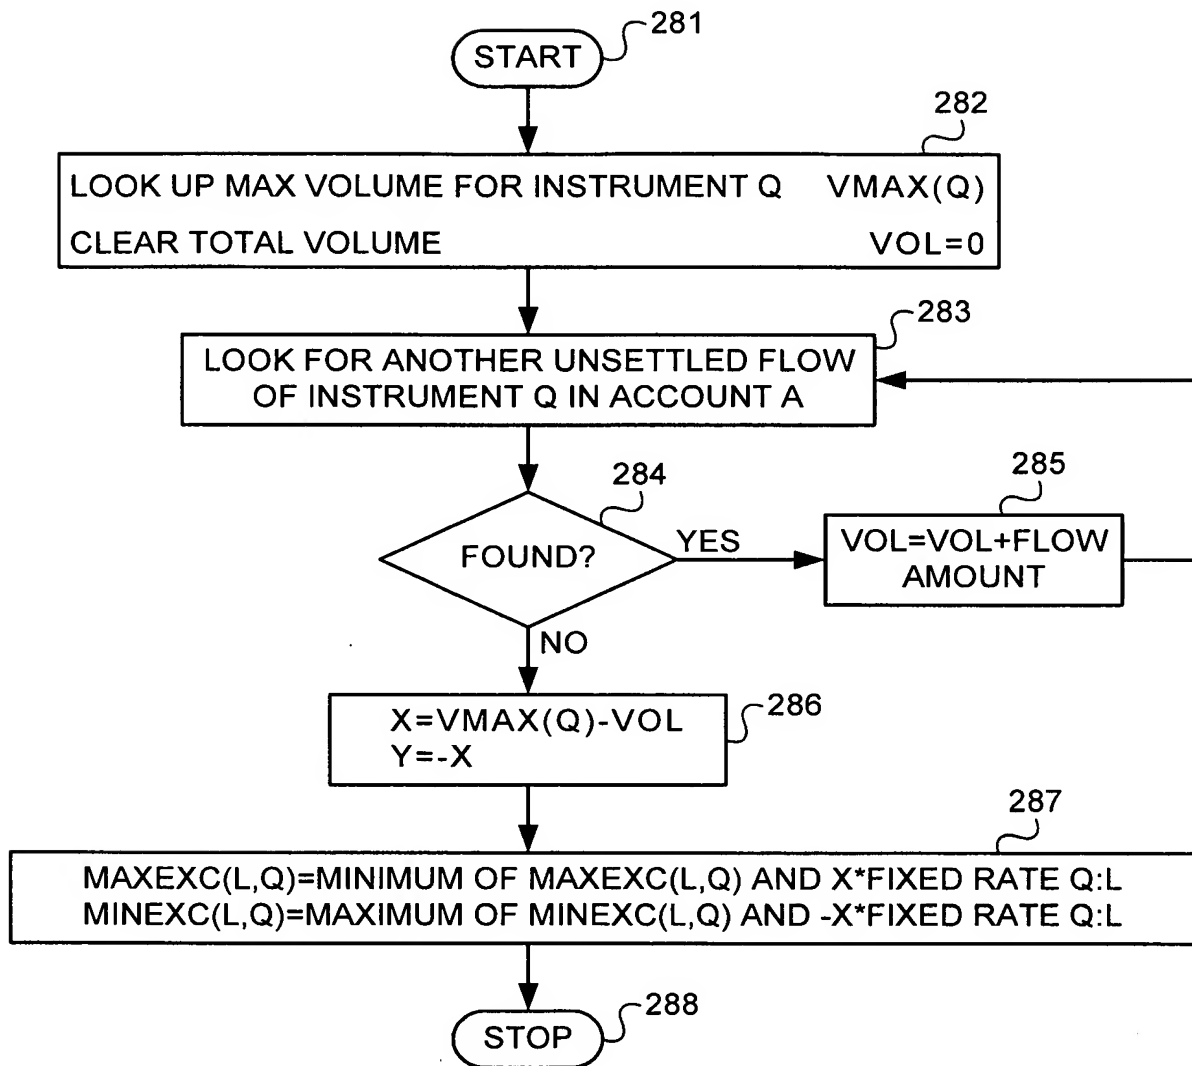 281
START
282
LOOK UP MAX VOLUME FOR INSTRUMENT Q VMAX(Q)
CLEAR TOTAL VOLUME VOL=0
283
LOOK FOR ANOTHER UNSETTLED FLOW
OF INSTRUMENT Q IN ACCOUNT A
284
FOUND?
YES
285
VOL=VOL+FLOW
AMOUNT
NO
286
X=VMAX(Q)-VOL
Y=-X
287
MAXEXC(L,Q)=MINIMUM OF MAXEXC(L,Q) AND X*FIXED RATE Q:L
MINEXC(L,Q)=MAXIMUM OF MINEXC(L,Q) AND -X*FIXED RATE Q:L
288
STOP